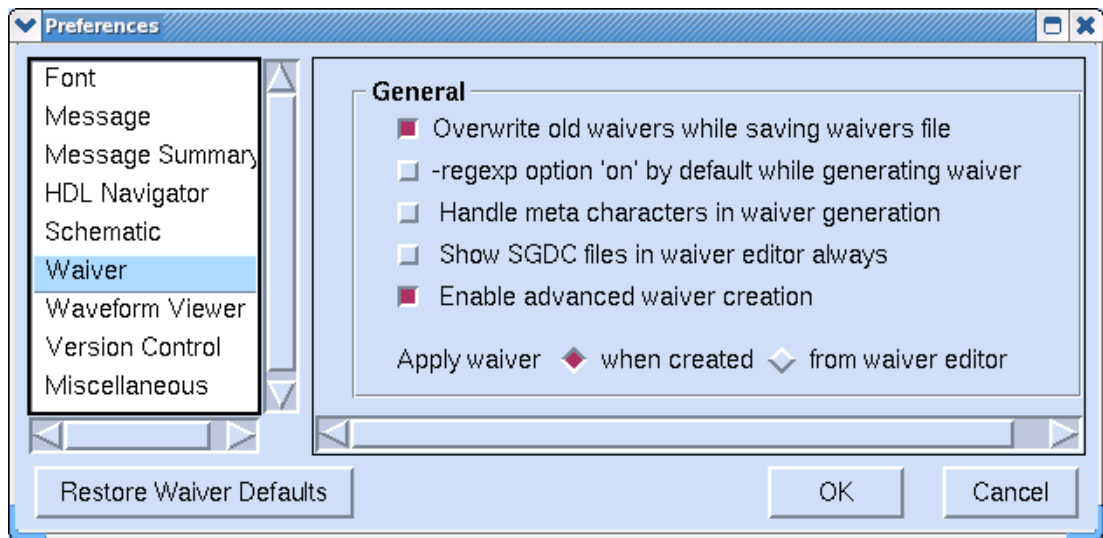 Preferences
Font
Message
Message Summary
HDL Navigator
Schematic
Waiver
Waveform Viewer
Version Control
Miscellaneous
General
Overwrite old waivers while saving waivers file
-regexp option 'on' by default while generating waiver
Handle meta characters in waiver generation
Show SGDC files in waiver editor always
Enable advanced waiver creation
Apply waiver when created from waiver editor
Restore Waiver Defaults OK Cancel